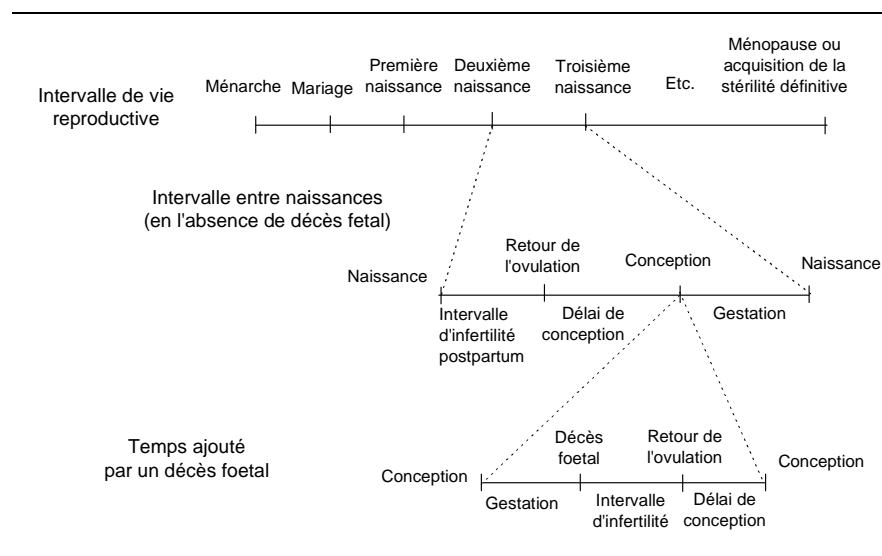 Intervalle de vie
reproductive
Ménarche
Mariage
Première
naissance
Deuxième
naissance
Troisième
naissance
Etc.
Ménopause ou
acquisition de la
stérilité définitive
Intervalle entre naissances
(en l'absence de décès fetal)
Naissance
Retour de
l'ovulation
Conception
Naissance
Intervalle
d'infertilité
postpartum
Délai de
conception
Gestation
Temps ajouté
par un décès foetal
Conception
Décès
foetal
Retour de
l'ovulation
Conception
Gestation
Intervalle
d'infertilité
Délai de
conception